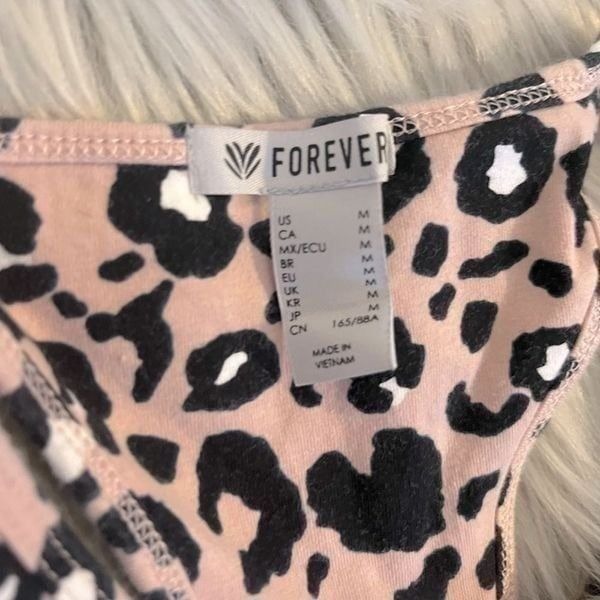 FOREVER
US M
CA M
MX/ECU M
BR M
EU M
UK M
KR M
JP M
CN 165/88A
MADE IN
VIETNAM